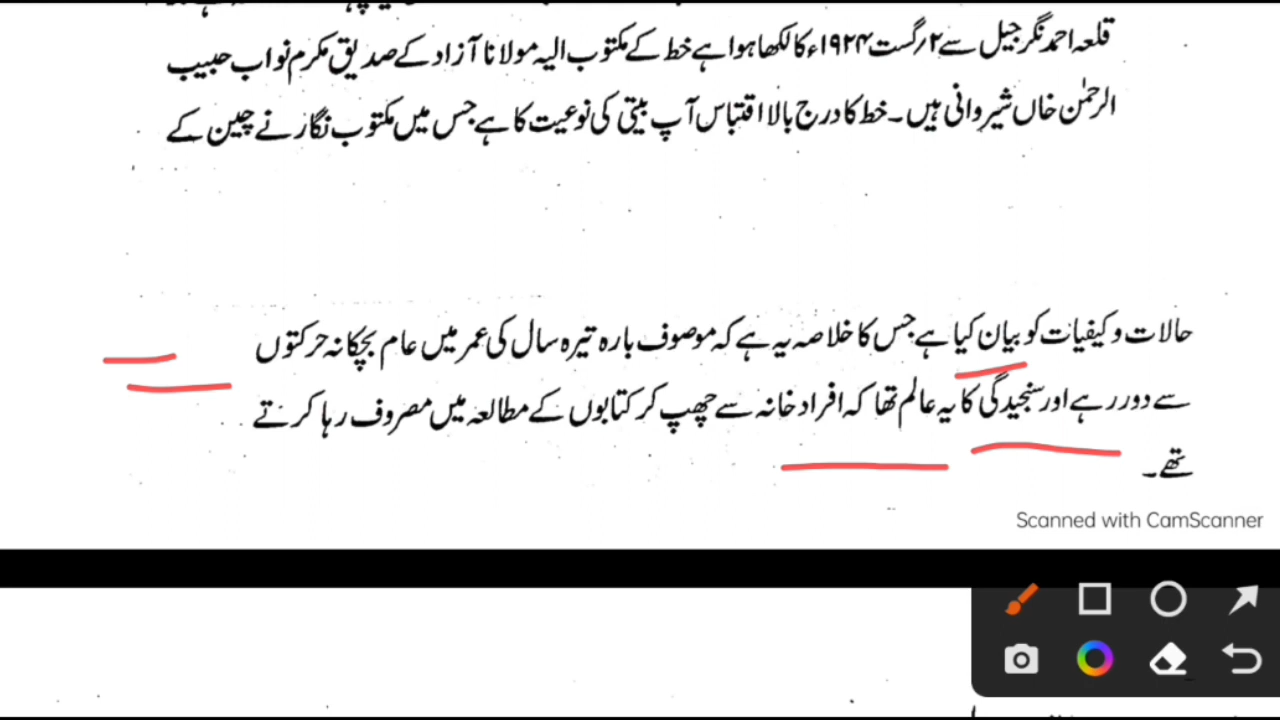 قلعہ احمد نگر جیل سے ۲/گست ۱۹۲۴ء کا لکھا ہوا ہے خط کے مکتوب الیہ مولانا آزاد کے صدیق مکرم نواب حبیب
الرحمٰن خاں شیروانی ہیں۔ خط کا درج بالا اقتباس آپ بیتی کی نوعیت کا ہے جس میں مکتوب نگار نے چین کے
حالات و کیفیات کو بیان کیا ہے جس کا خلاصہ یہ ہے کہ موصوف بارہ تیرہ سال کی عمر میں عام بچکانہ حرکتوں
سے دور رہے اور سنجیدگی کا یہ عالم تھا کہ افراد خانہ سے چھپ کر کتابوں کے مطالعہ میں مصروف رہا کرتے
تھے۔
Scanned with CamScanner